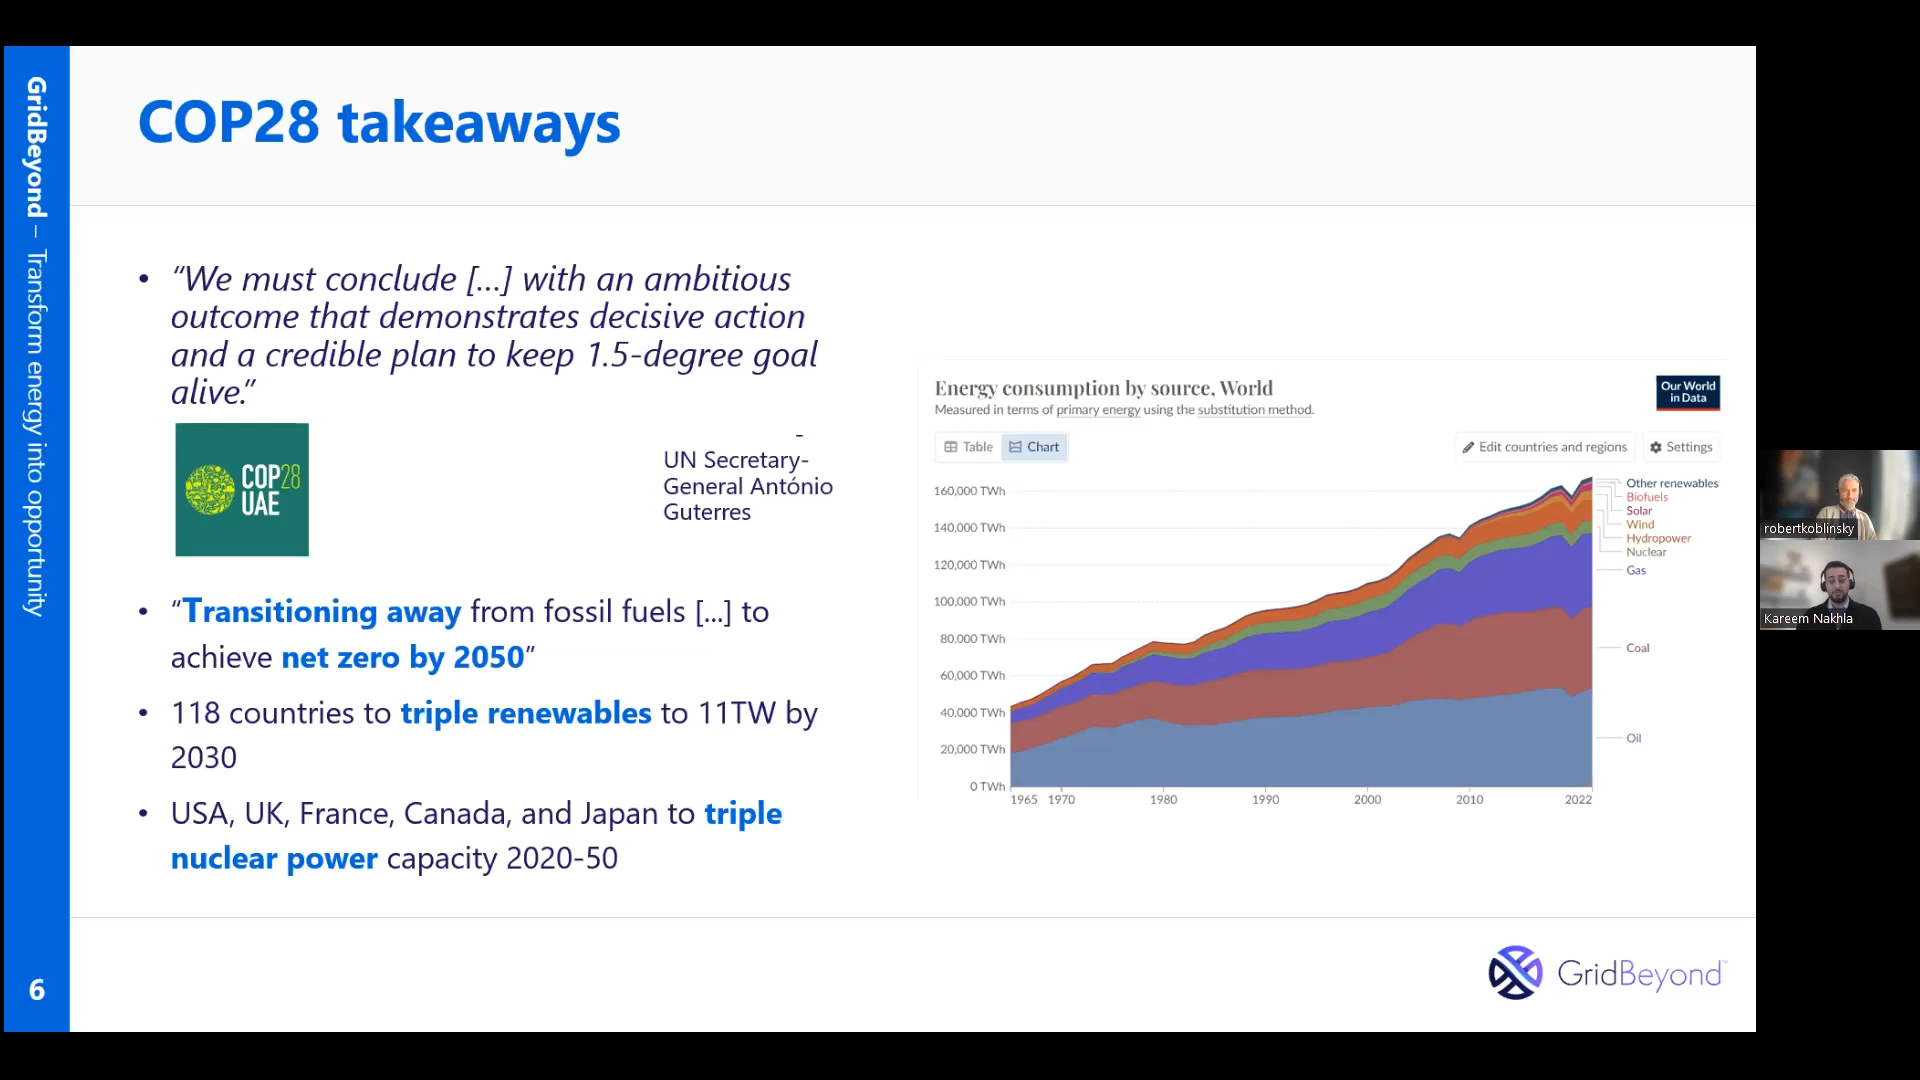 GridBeyond – Transform energy into opportunity
6
COP28 takeaways
• “We must conclude [...] with an ambitious
outcome that demonstrates decisive action
and a credible plan to keep 1.5-degree goal
alive.”
COP28
UAE
-
UN Secretary-
General António
Guterres
• “Transitioning away from fossil fuels [...] to
achieve net zero by 2050”
• 118 countries to triple renewables to 11TW by
2030
• USA, UK, France, Canada, and Japan to triple
nuclear power capacity 2020-50
Energy consumption by source, World
Measured in terms of primary energy using the substitution method.
Our World
in Data
Table
Chart
Edit countries and regions
Settings
160,000 TWh
140,000 TWh
120,000 TWh
100,000 TWh
80,000 TWh
60,000 TWh
40,000 TWh
20,000 TWh
0 TWh
1965
1970
1980
1990
2000
2010
2022
Other renewables
Biofuels
Solar
Wind
Hydropower
Nuclear
Gas
Coal
Oil
GridBeyond™
robertkoblinsky
Kareem Nakhla